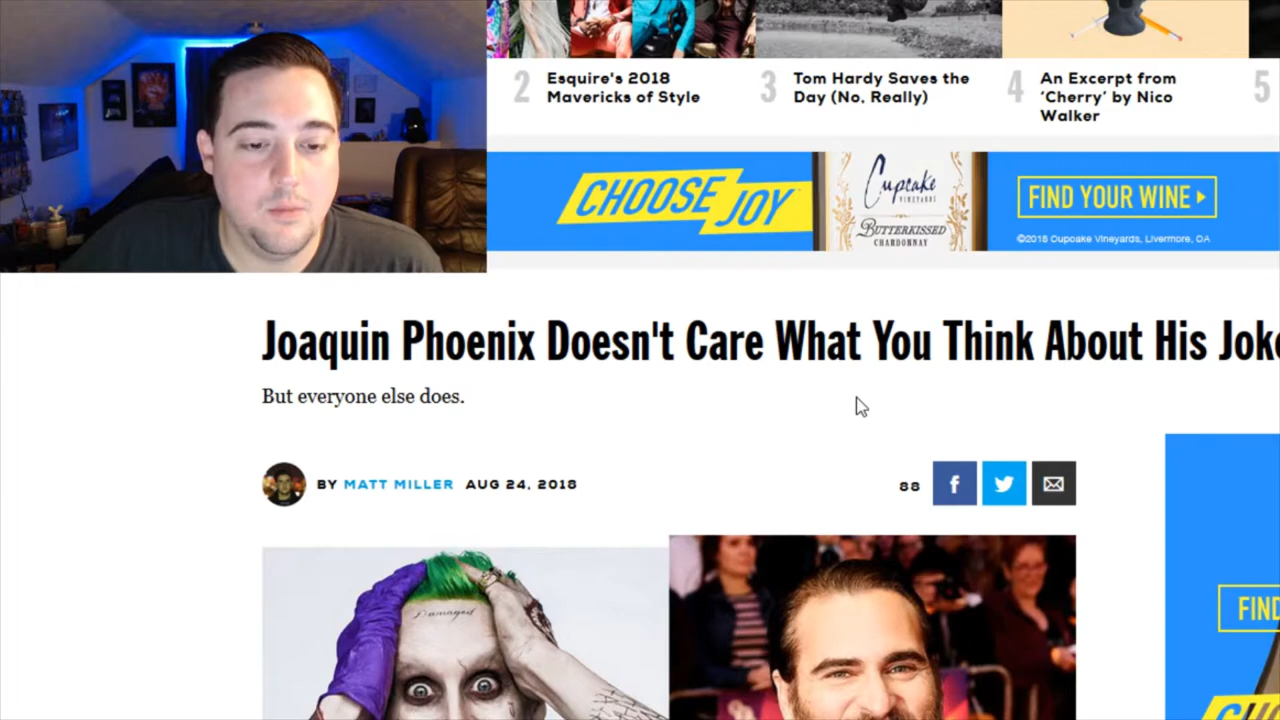 2
Esquire's 2018
Mavericks of Style
3
Tom Hardy Saves the
Day (No, Really)
4
An Excerpt from
‘Cherry’ by Nico
Walker
5
CHOOSE
JOY
Cupcake
VINEYARDS
BUTTERKISSED
CHARDONNAY
FIND YOUR WINE
©2018 Cupcake Vineyards, Livermore, CA
Joaquin Phoenix Doesn't Care What You Think About His Joke
But everyone else does.
BY MATT MILLER AUG 24, 2018
88
Damaged
FIND